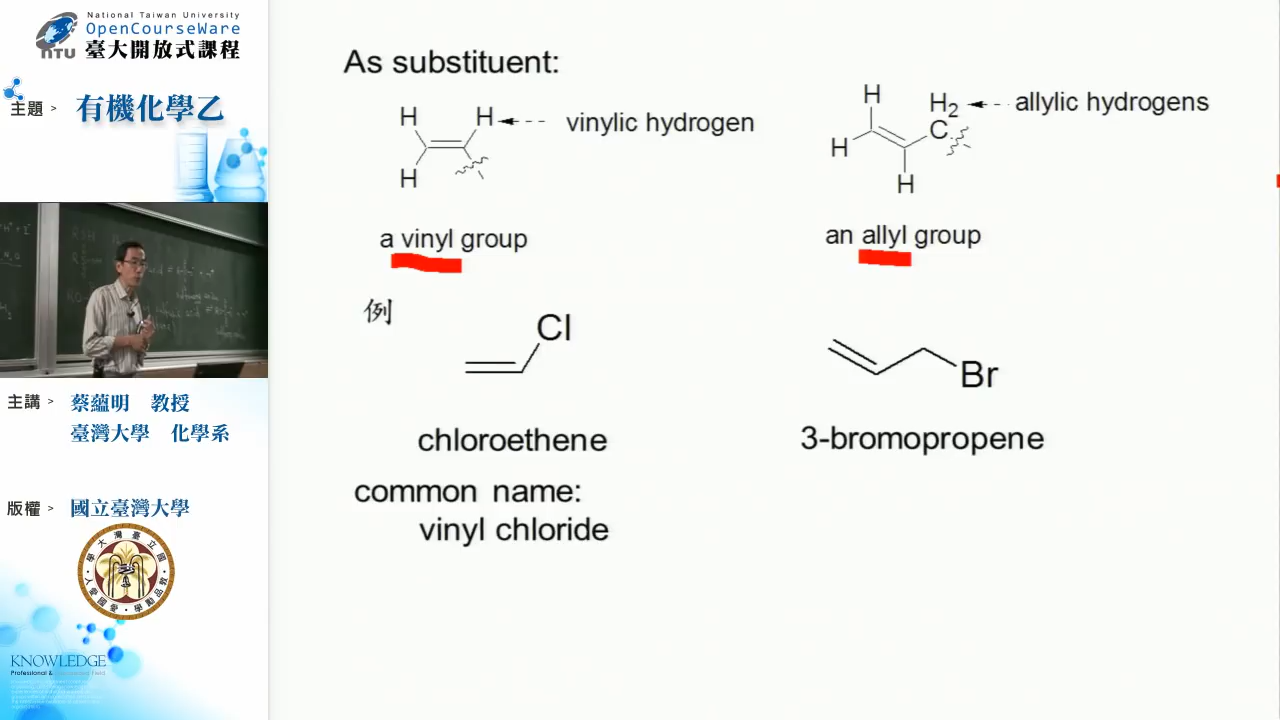 National Taiwan University
OpenCourseWare
NTU 臺大開放式課程
主題 > 有機化學乙
主講 > 蔡蘊明 教授
臺灣大學 化學系
版權 > 國立臺灣大學
KNOWLEDGE
As substituent:
H H vinylic hydrogen
H
a vinyl group
H H2 allylic hydrogens
C
H
H
an allyl group
例
Cl
chloroethene
common name:
vinyl chloride
Br
3-bromopropene